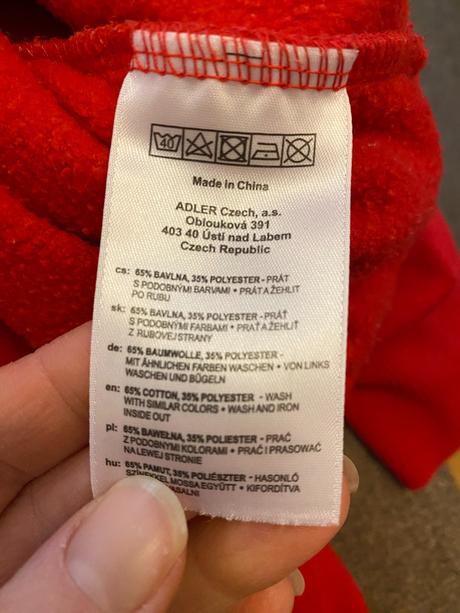 40
Made in China
ADLER Czech, a.s.
Oblouková 391
403 40 Ústí nad Labem
Czech Republic
cs: 65% BAVLNA, 35% POLYESTER - PRÁT
S PODOBNÝMI BARVAMI • PRÁT A ŽEHLIT
PO RUBU
sk: 65% BAVLNA, 35% POLYESTER - PRAŤ
S PODOBNÝMI FARBAMI • PRAŤ A ŽEHLIŤ
Z RUBOVEJ STRANY
de: 65% BAUMWOLLE, 35% POLYESTER -
MIT ÄHNLICHEN FARBEN WASCHEN • VON LINKS
WASCHEN UND BÜGELN
en: 65% COTTON, 35% POLYESTER - WASH
WITH SIMILAR COLORS • WASH AND IRON
INSIDE OUT
pl: 65% BAWEŁNA, 35% POLIESTER - PRAĆ
Z PODOBNYMI KOLORAMI • PRAĆ I PRASOWAĆ
NA LEWEJ STRONIE
hu: 65% PAMUT, 35% POLIÉSZTER - HASONLÓ
SZÍNEKKEL MOSSA EGYÜTT • KIFORDÍTVA